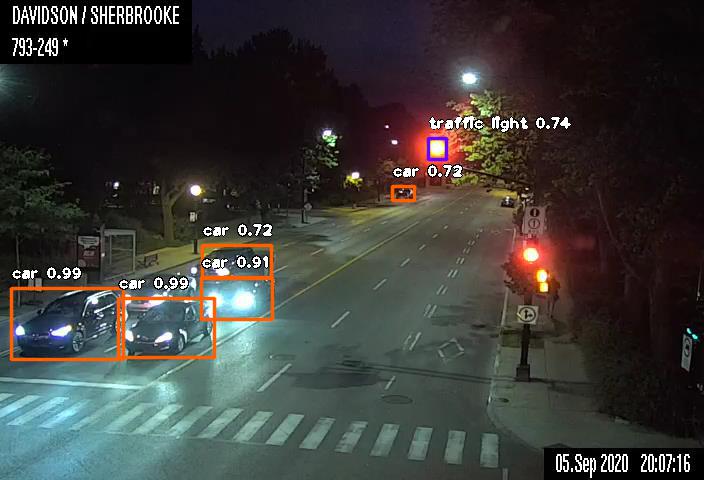 DAVIDSON / SHERBROOKE
793-249 *
traffic light 0.74
car 0.72
car 0.72
car 0.91
car 0.99
car 0.99
05.Sep 2020 20:07:16